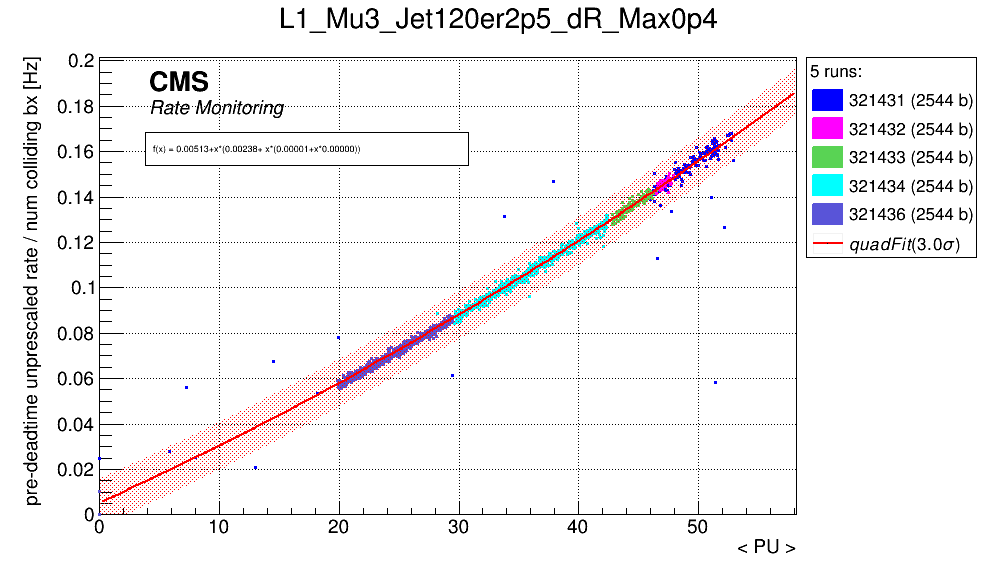 L1_Mu3_Jet120er2p5_dR_Max0p4
pre-deadtime unprescaled rate / num colliding bx [Hz]
0.2
0.18
0.16
0.14
0.12
0.1
0.08
0.06
0.04
0.02
0
CMS
Rate Monitoring
f(x) = 0.00513+x*(0.00238+ x*(0.00001+x*0.00000))
0 10 20 30 40 50
< PU >
5 runs:
321431 (2544 b)
321432 (2544 b)
321433 (2544 b)
321434 (2544 b)
321436 (2544 b)
quadFit(3.0σ)